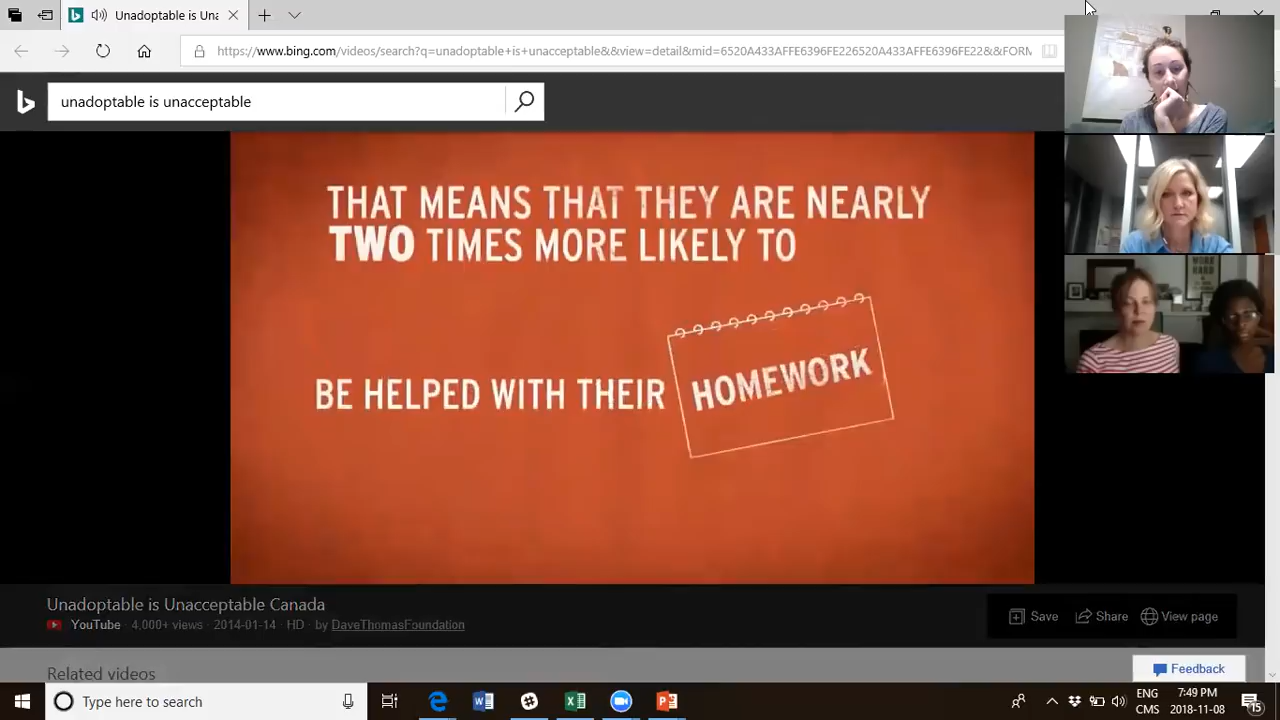 Unadoptable is Una
https://www.bing.com/videos/search?q=unadoptable+is+unacceptable&&view=detail&mid=6520A433AFFE6396FE226520A433AFFE6396FE22&&FORM
unadoptable is unacceptable
THAT MEANS THAT THEY ARE NEARLY
TWO TIMES MORE LIKELY TO
BE HELPED WITH THEIR HOMEWORK
WORK
HARD
Unadoptable is Unacceptable Canada
YouTube · 4,000+ views · 2014-01-14 · HD · by DaveThomasFoundation
Save Share View page
Related videos
Feedback
Type here to search
ENG 7:49 PM
CMS 2018-11-08
15